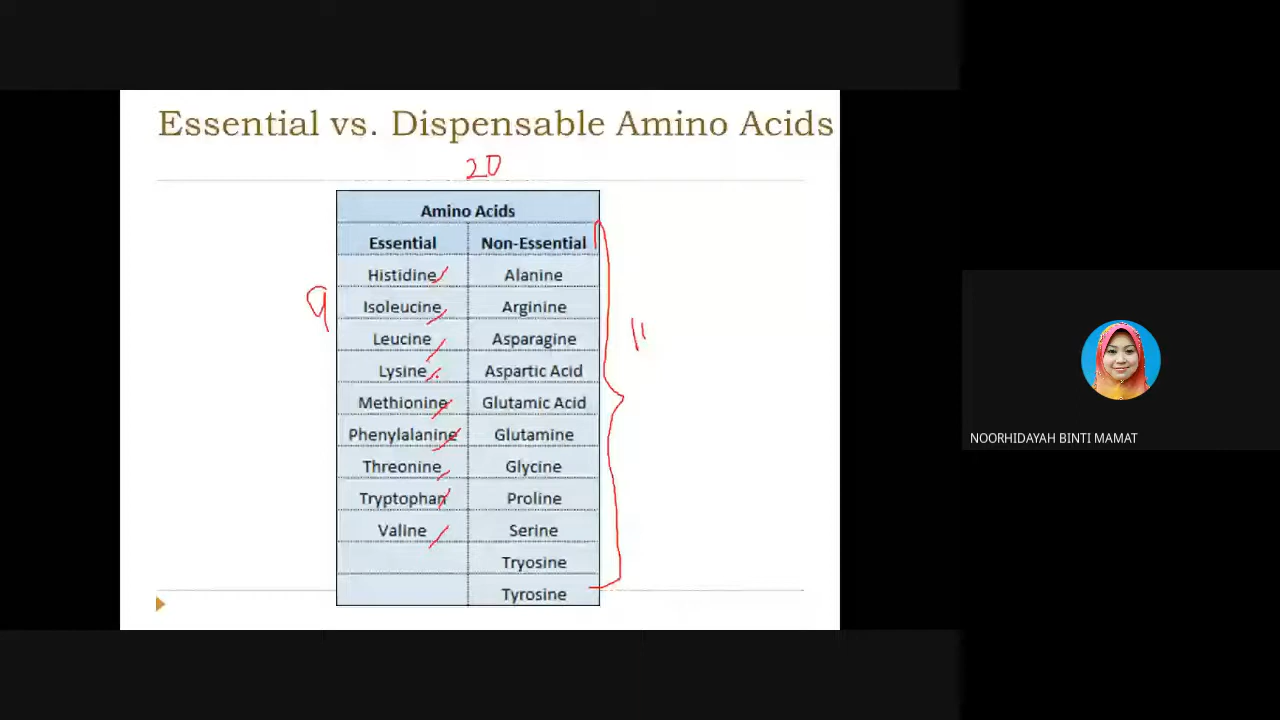 Essential vs. Dispensable Amino Acids
20
Amino Acids
Essential Non-Essential
Histidine Alanine
9
Isoleucine Arginine
11
Leucine Asparagine
Lysine Aspartic Acid
Methionine Glutamic Acid
Phenylalanine Glutamine
Threonine Glycine
Tryptophan Proline
Valine Serine
Tryosine
Tyrosine
NOORHIDAYAH BINTI MAMAT